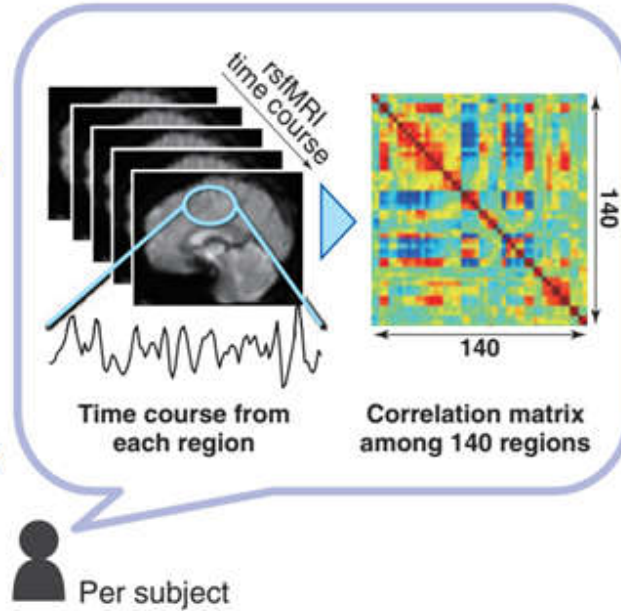 rsfMRI
time course
140
140
Time course from
each region
Correlation matrix
among 140 regions
Per subject